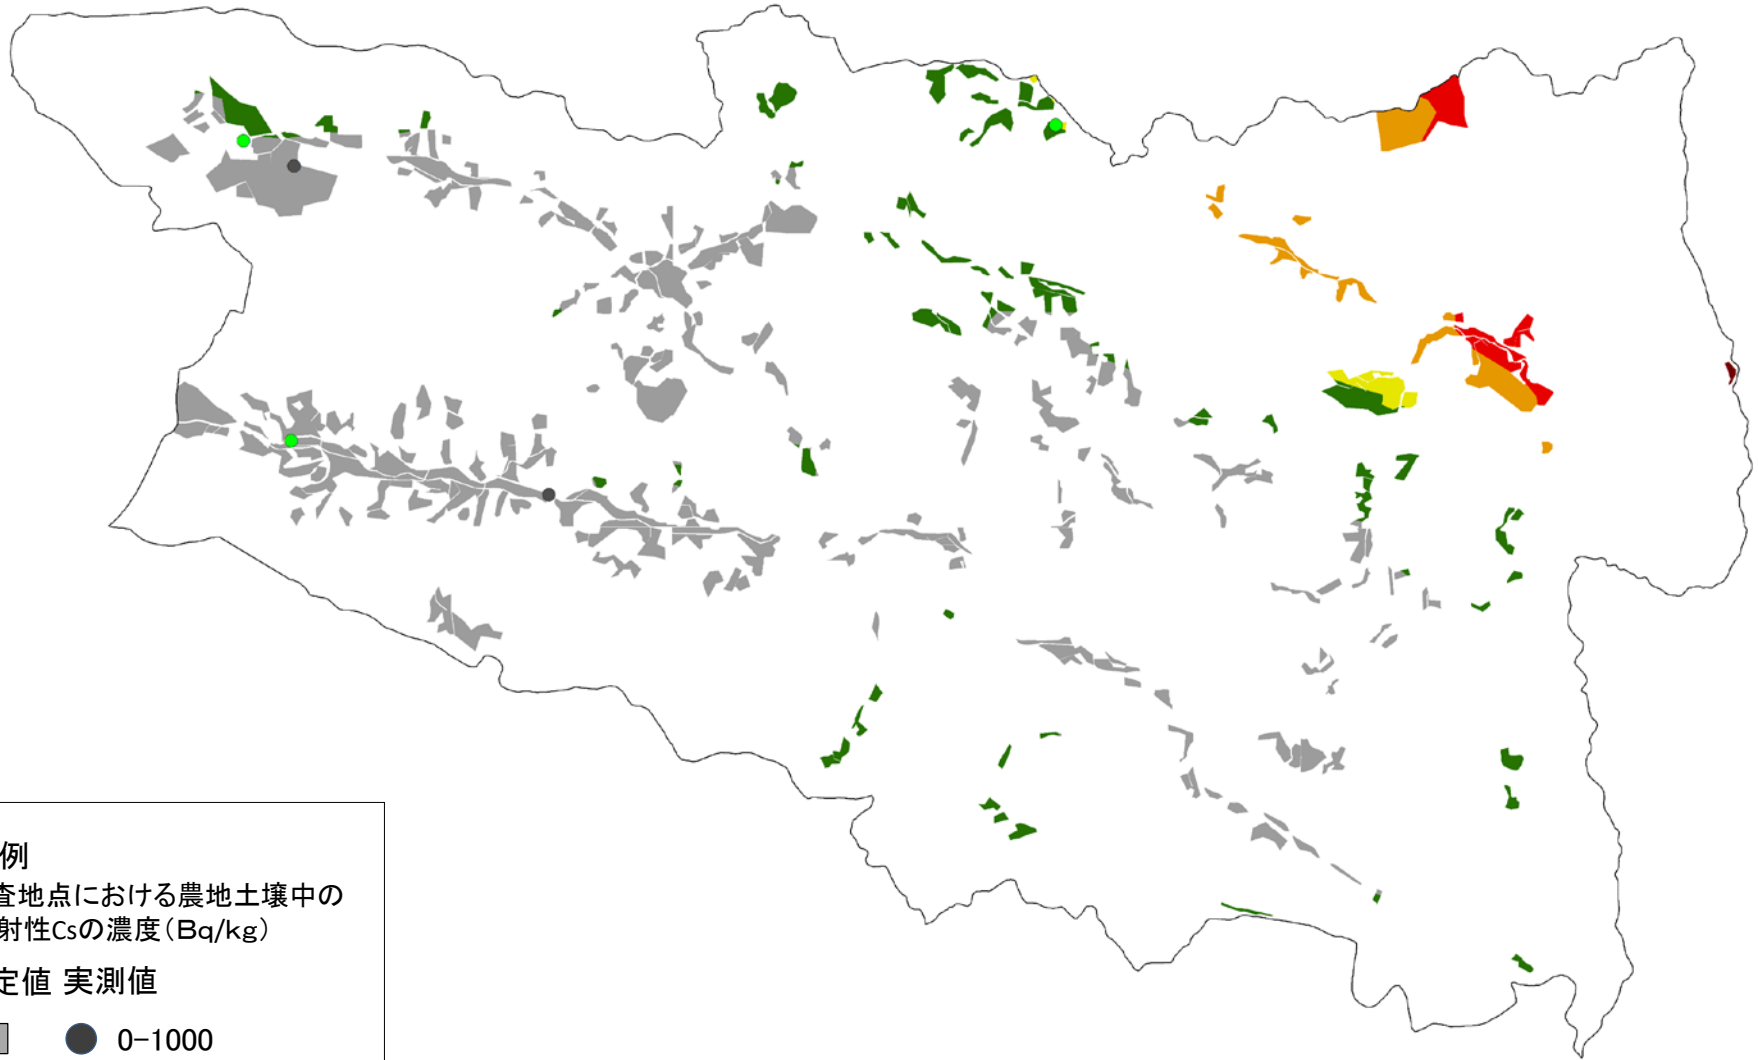 例
査地点における農地土壌中の
射性Csの濃度（Bq/kg）
定値 実測値
0-1000